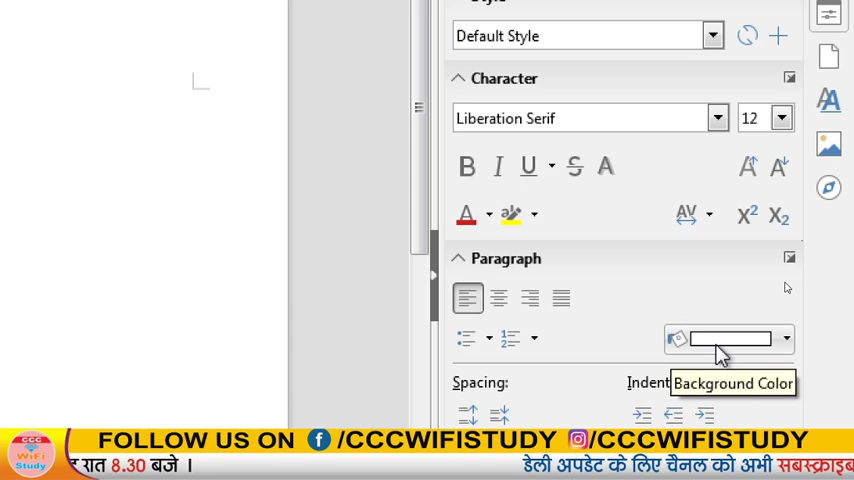 Default Style
Character
Liberation Serif
12
Paragraph
Spacing:
Background Color
FOLLOW US ON /CCCWIFISTUDY /CCCWIFISTUDY
CCC
WiFi
Study
रात 8.30 बजे ।
डेली अपडेट के लिए चैनल को अभी सबस्क्राइब